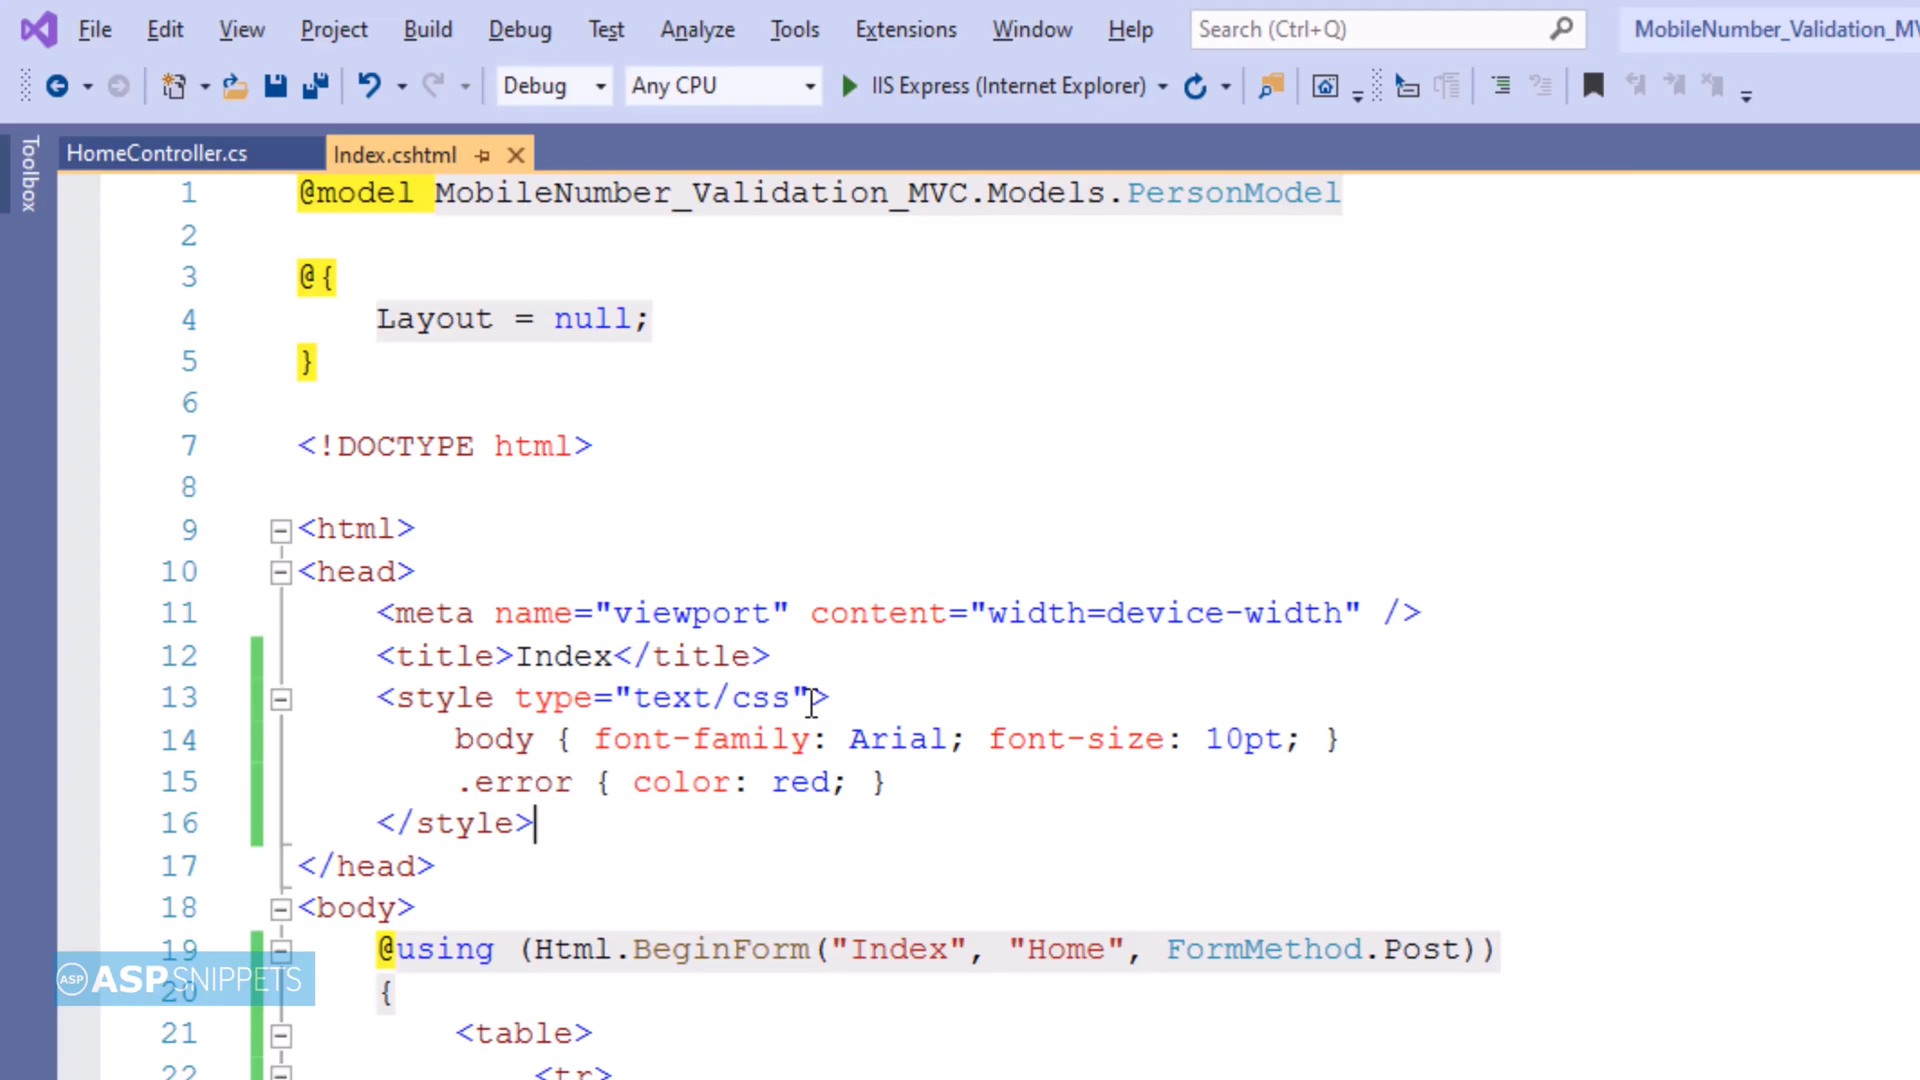 File Edit View Project Build Debug Test Analyze Tools Extensions Window Help Search (Ctrl+Q) MobileNumber_Validation_MV
Debug Any CPU IIS Express (Internet Explorer)
Toolbox
HomeController.cs Index.cshtml
1 @model MobileNumber_Validation_MVC.Models.PersonModel
2
3 @{
4 Layout = null;
5 }
6
7 <!DOCTYPE html>
8
9 <html>
10 <head>
11 <meta name="viewport" content="width=device-width" />
12 <title>Index</title>
13 <style type="text/css">
14 body { font-family: Arial; font-size: 10pt; }
15 .error { color: red; }
16 </style>
17 </head>
18 <body>
19 @using (Html.BeginForm("Index", "Home", FormMethod.Post))
ASP ASPSNIPPETS
20 {
21 <table>
22 <tr>